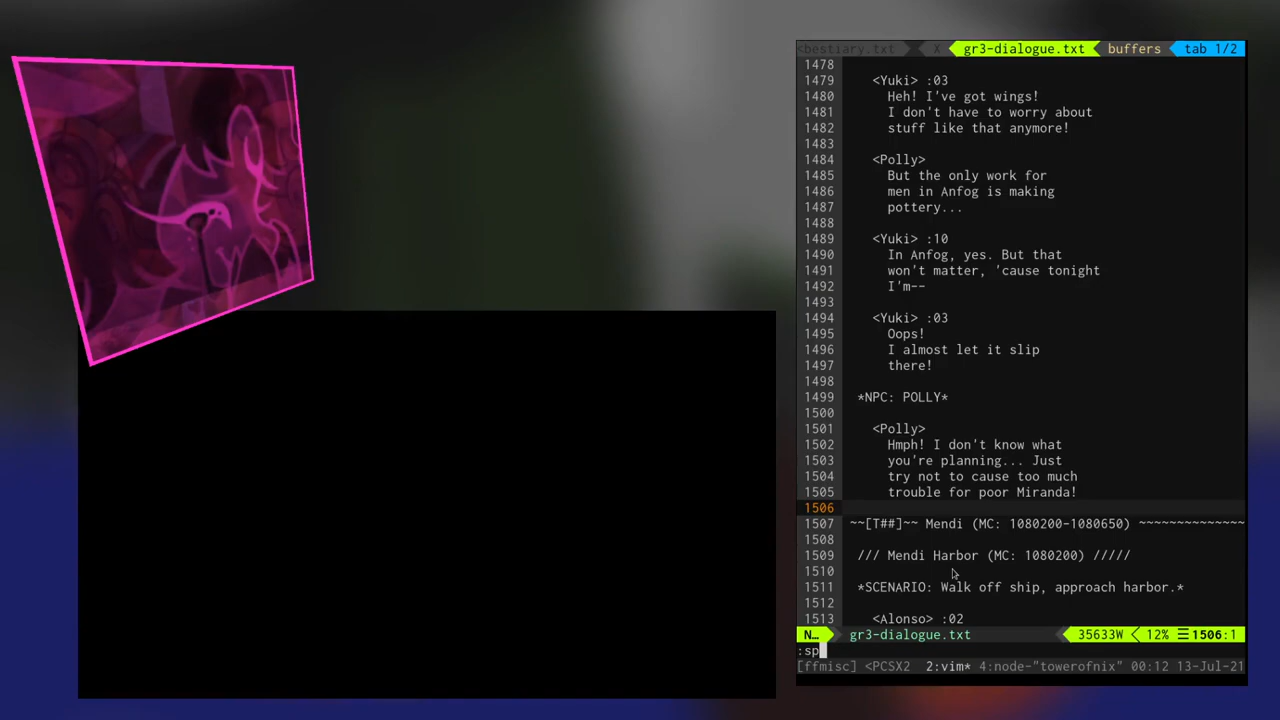 <bestiary.txt X gr3-dialogue.txt buffers tab 1/2
1478
1479 <Yuki> :03
1480 Heh! I've got wings!
1481 I don't have to worry about
1482 stuff like that anymore!
1483
1484 <Polly>
1485 But the only work for
1486 men in Anfog is making
1487 pottery...
1488
1489 <Yuki> :10
1490 In Anfog, yes. But that
1491 won't matter, 'cause tonight
1492 I'm--
1493
1494 <Yuki> :03
1495 Oops!
1496 I almost let it slip
1497 there!
1498
1499 *NPC: POLLY*
1500
1501 <Polly>
1502 Hmph! I don't know what
1503 you're planning... Just
1504 try not to cause too much
1505 trouble for poor Miranda!
1506
1507 ~~[T##]~~ Mendi (MC: 1080200-1080650) ~~~~~~~~~~~~~~
1508
1509 /// Mendi Harbor (MC: 1080200) /////
1510
1511 *SCENARIO: Walk off ship, approach harbor.*
1512
1513 <Alonso> :02
N… gr3-dialogue.txt 35633W < 12% ☰1506:1
:sp
[ffmisc] <PCSX2 2:vim* 4:node-"towerofnix" 00:12 13-Jul-21